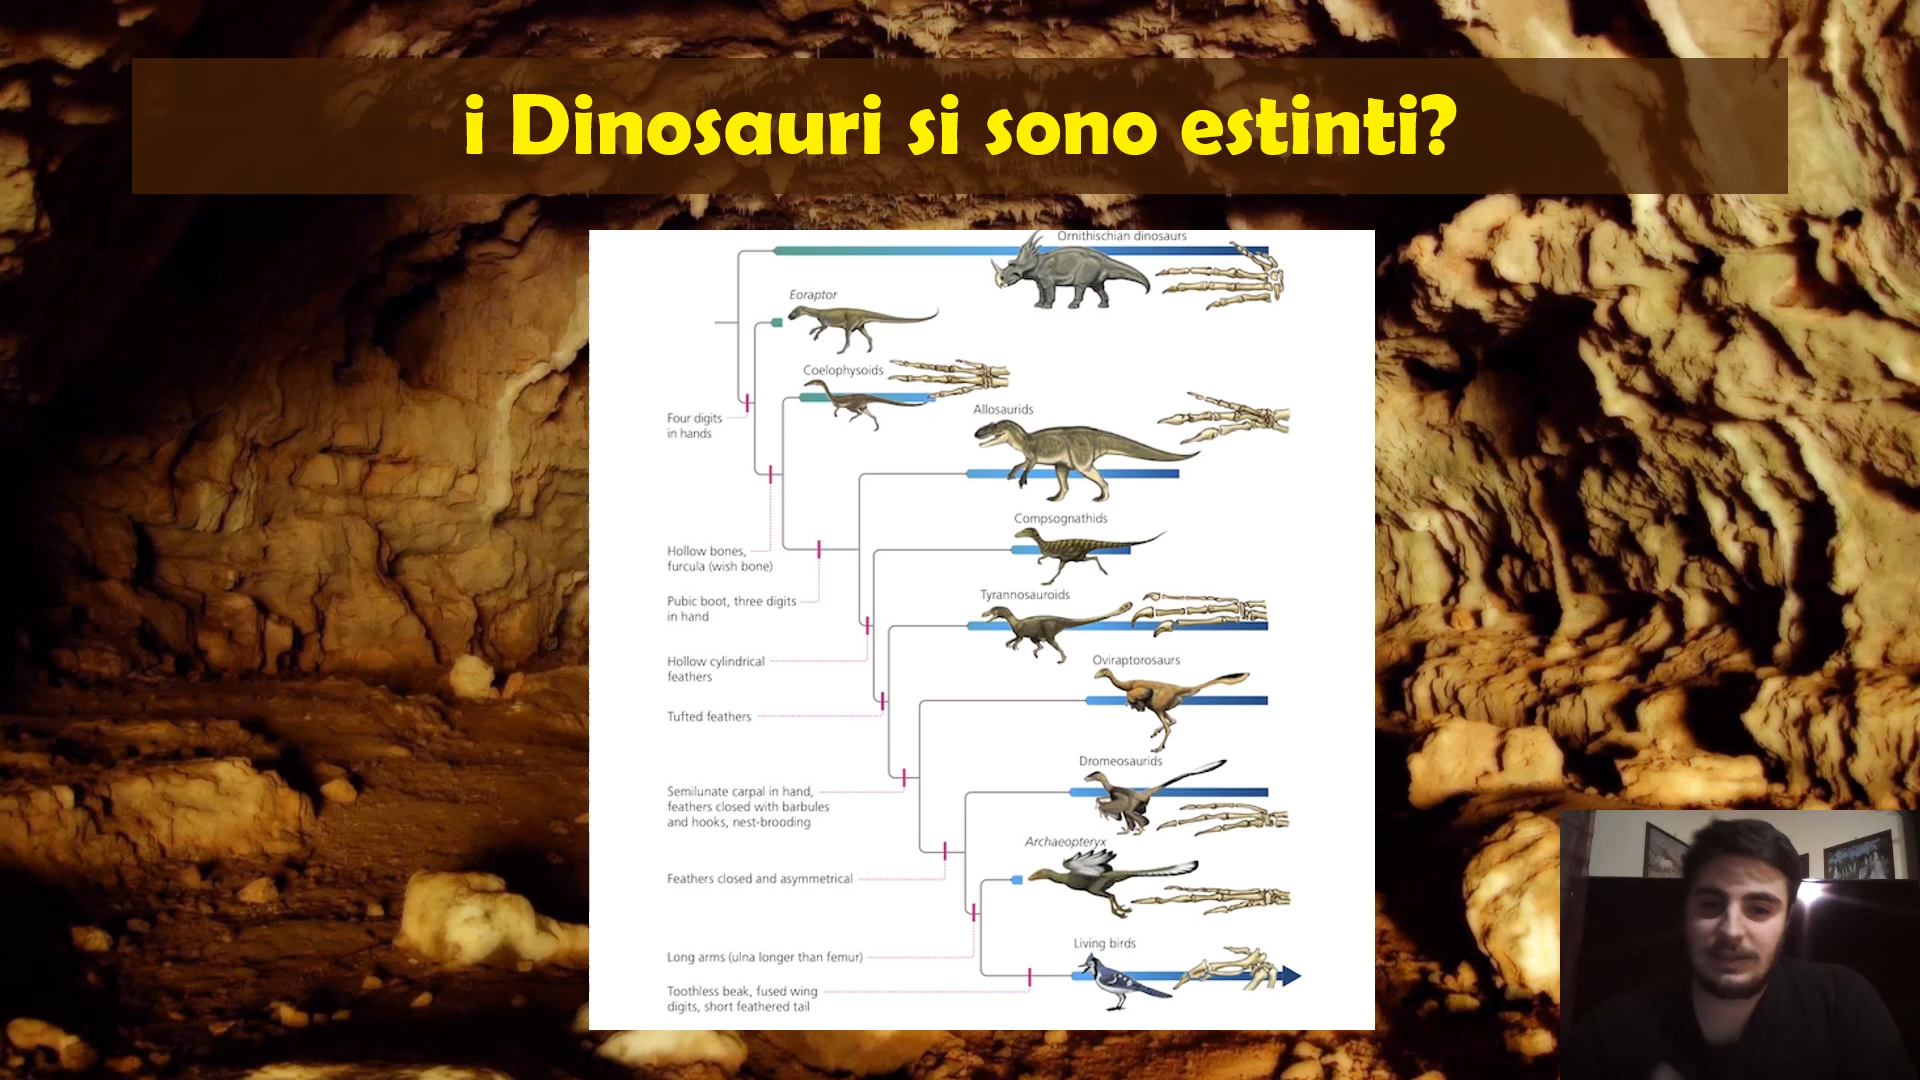 i Dinosauri si sono estinti?
Ornithischian dinosaurs
Eoraptor
Coelophysoids
Allosaurids
Four digits
in hands
Compsognathids
Hollow bones,
furcula (wish bone)
Pubic boot, three digits
in hand
Tyrannosauroids
Hollow cylindrical
feathers
Oviraptorosaurs
Tufted feathers
Dromeosaurids
Semilunate carpal in hand,
feathers closed with barbules
and hooks, nest-brooding
Archaeopteryx
Feathers closed and asymmetrical
Living birds
Long arms (ulna longer than femur)
Toothless beak, fused wing
digits, short feathered tail